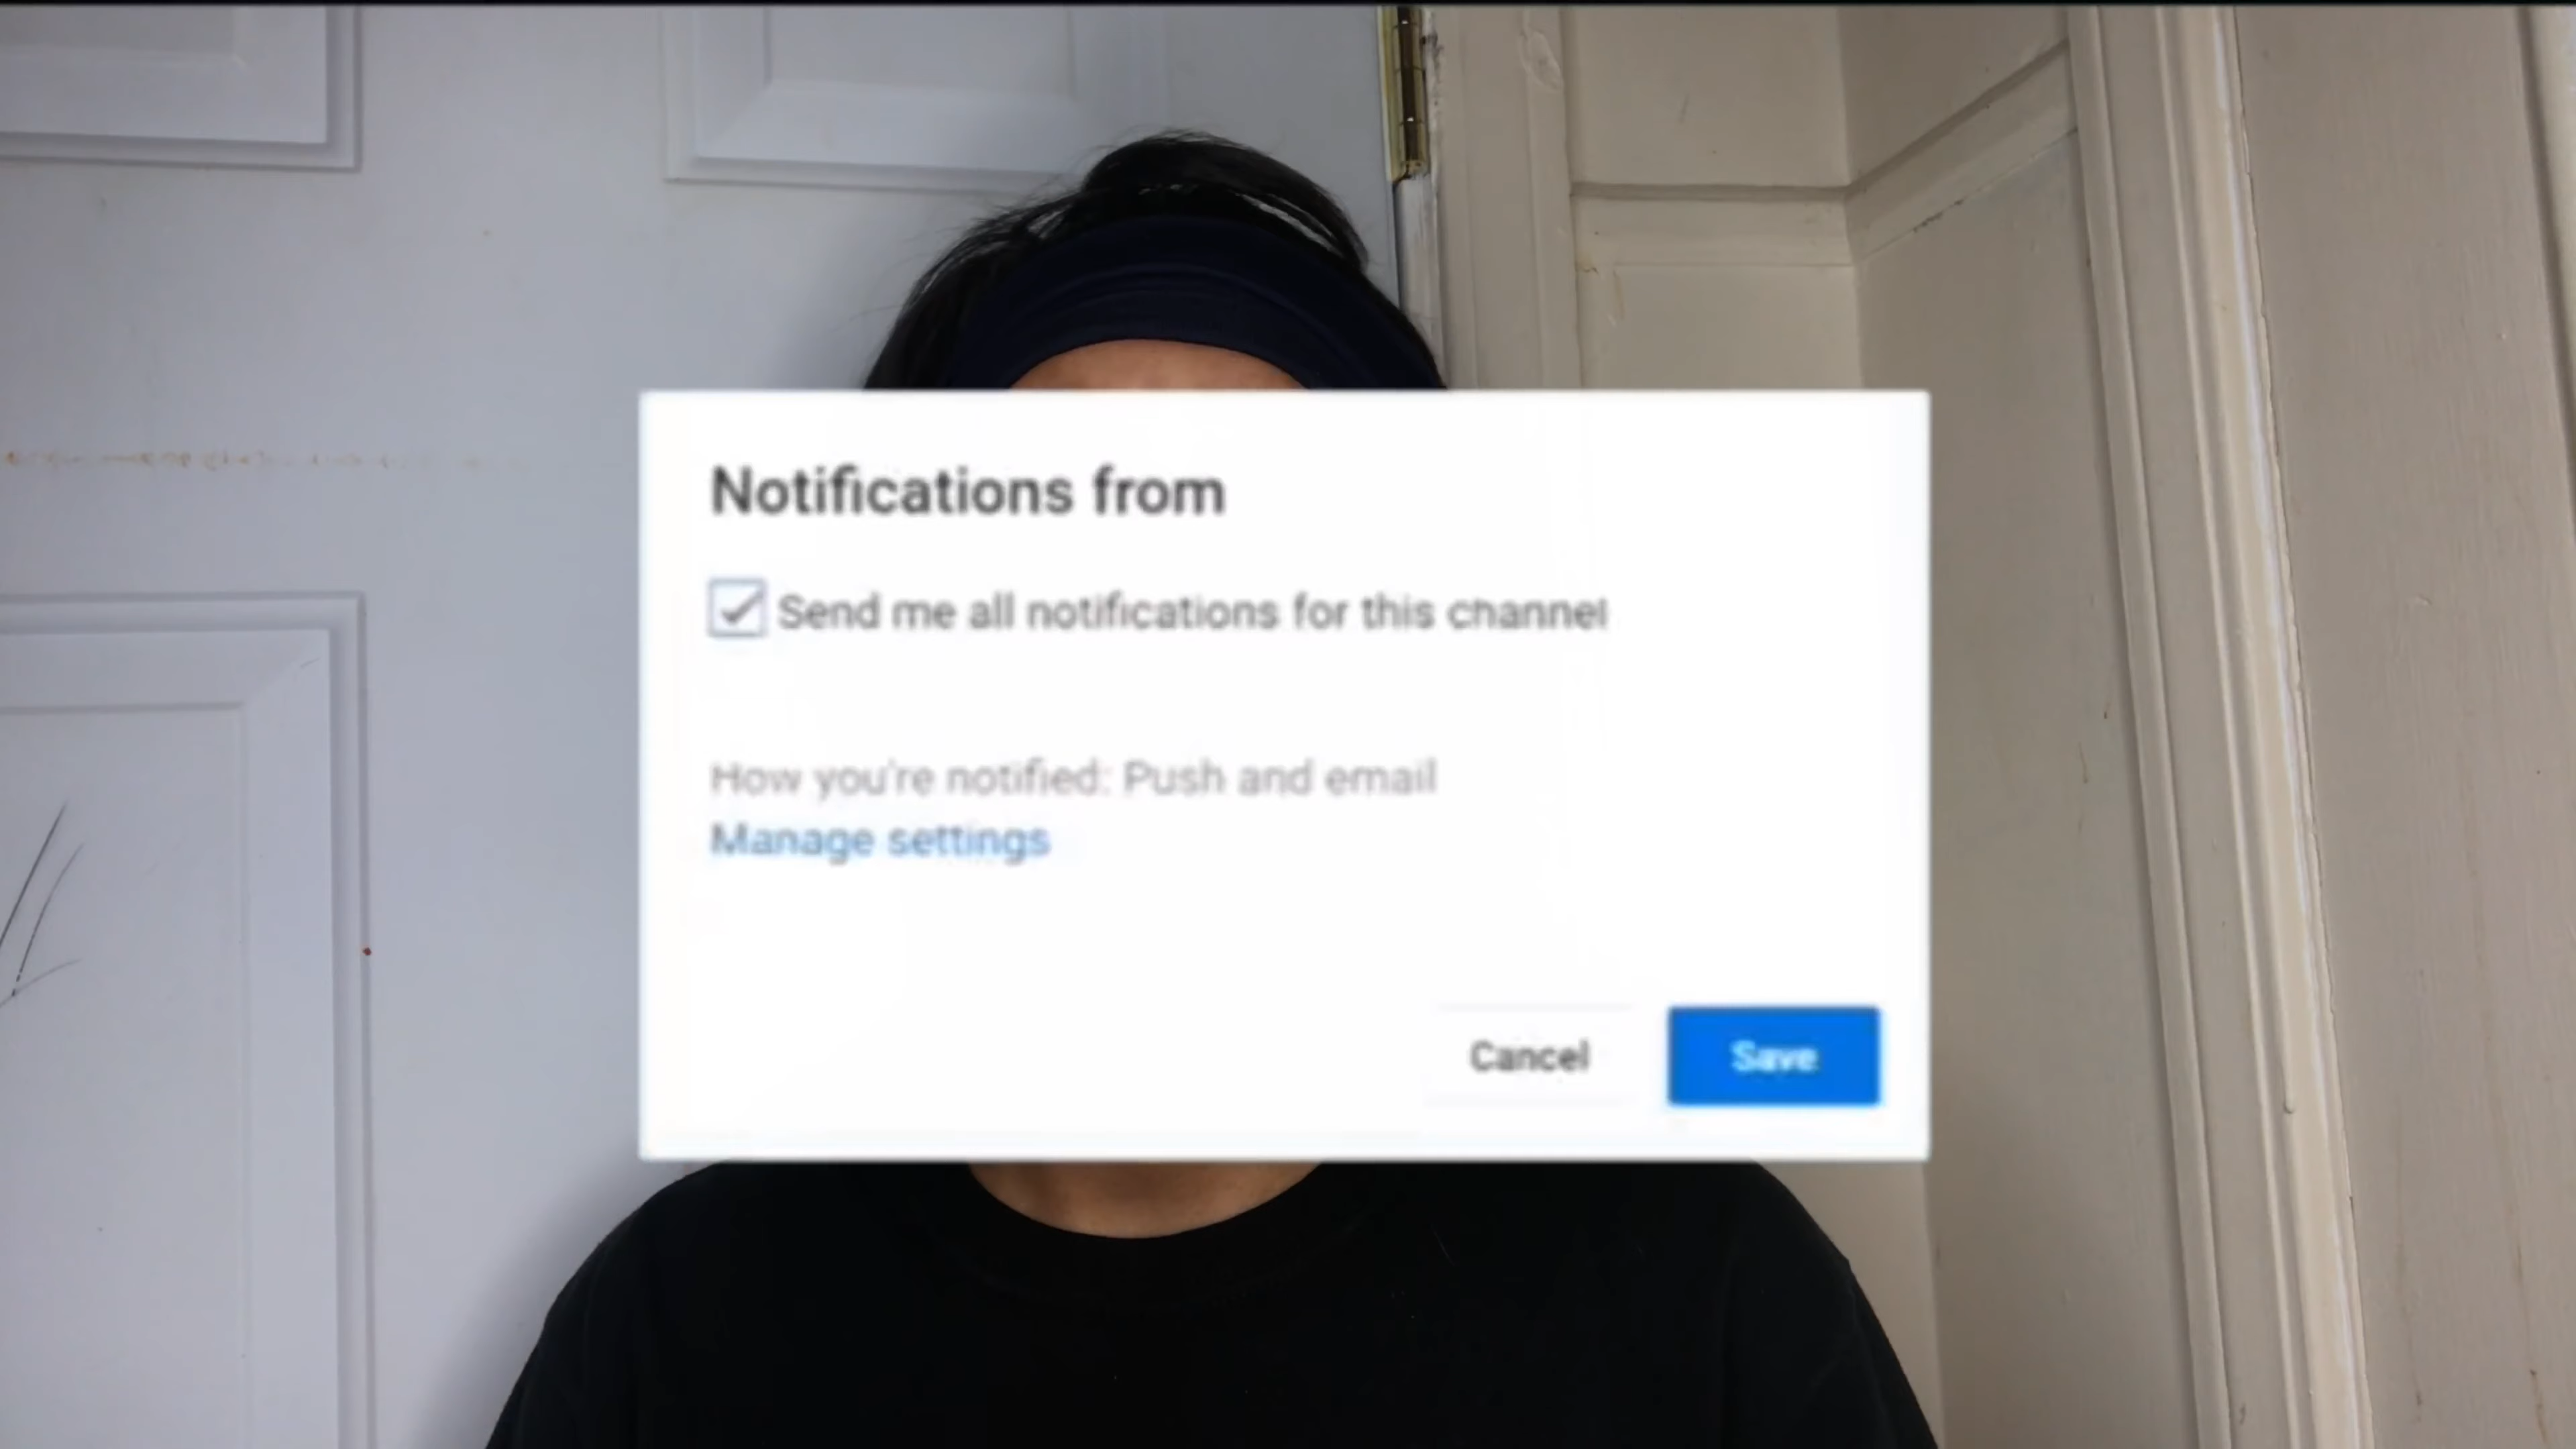 Notifications from
Send me all notifications for this channel
How you're notified: Push and email
Manage settings
Cancel
Save